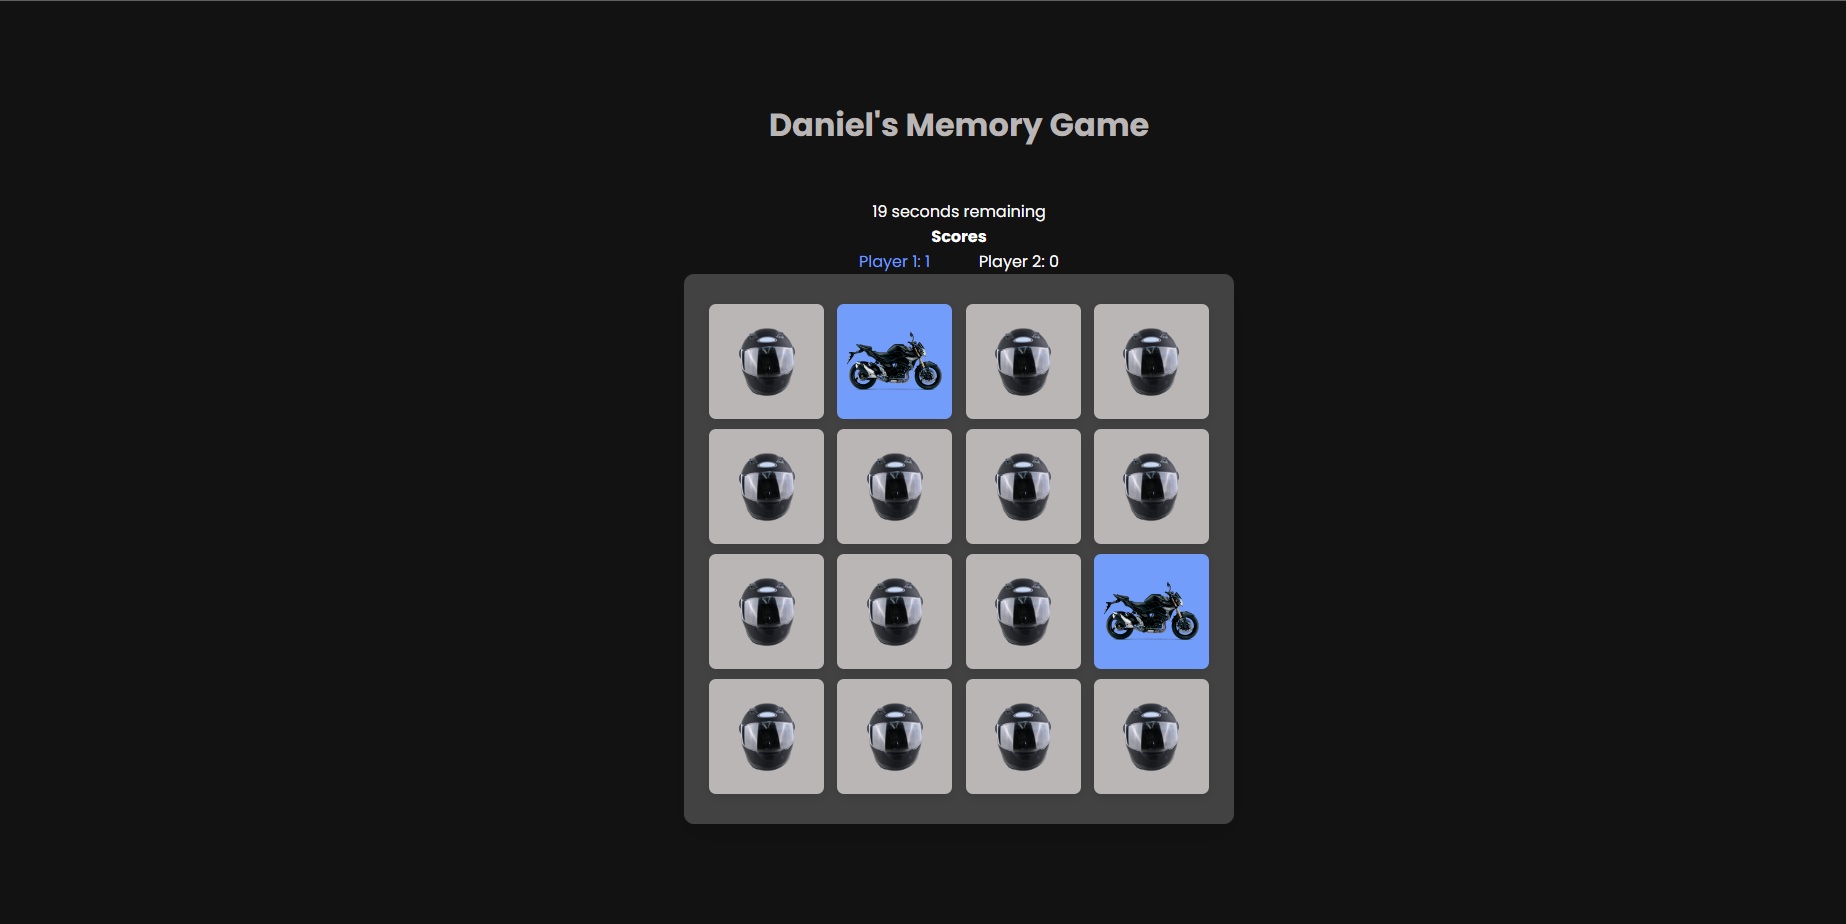 Daniel's Memory Game
19 seconds remaining
Scores
Player 1: 1 Player 2: 0